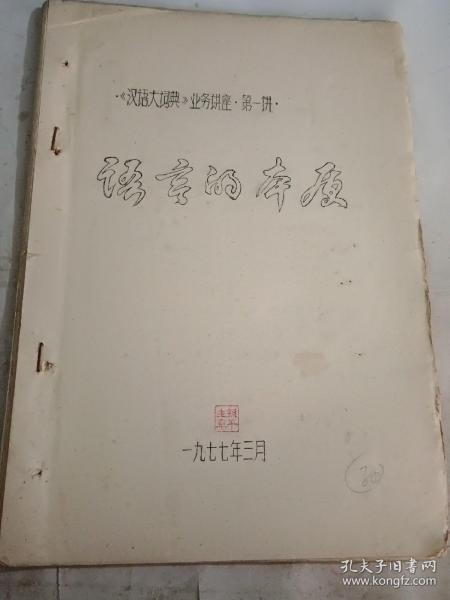 ·《汉语大词典》业务讲座·第一讲·
语言的本质
一九七七年三月
30
孔夫子旧书网
www.kongfz.com